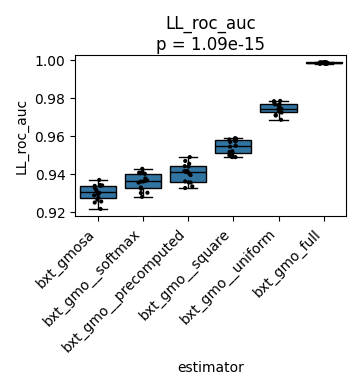 LL_roc_auc
p = 1.09e-15
LL_roc_auc
1.00
0.98
0.96
0.94
0.92
bxt_gmosa
bxt_gmo__softmax
bxt_gmo__precomputed
bxt_gmo__square
bxt_gmo__uniform
bxt_gmo_full
estimator